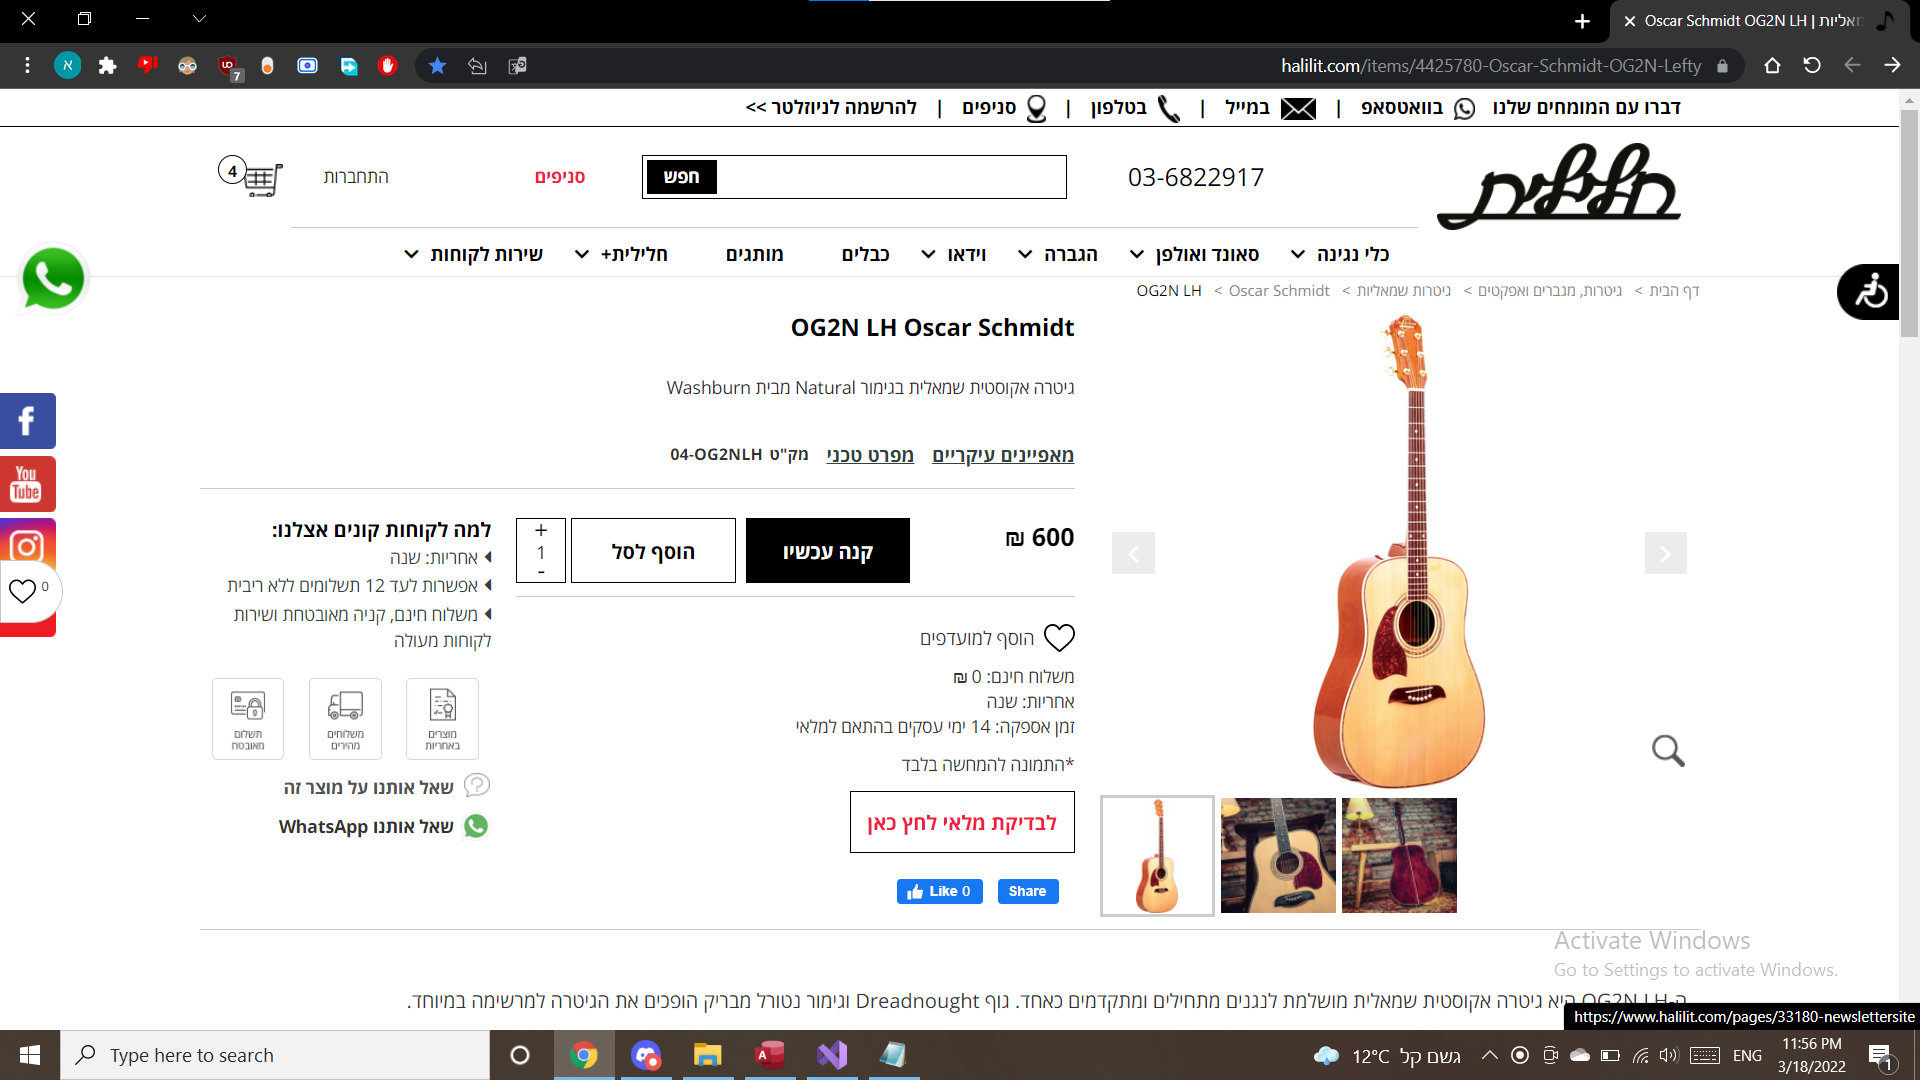 Oscar Schmidt OG2N LH | מאליות
halilit.com/items/4425780-Oscar-Schmidt-OG2N-Lefty
7
דברו עם המומחים שלנו בוואטסאפ | במייל | בטלפון | סניפים | להרשמה לניוזלטר >>
חלילית
03-6822917
חפש
סניפים
התחברות
4
כלי נגינה סאונד ואולפן הגברה וידאו כבלים מותגים חלילית+ שירות לקוחות
דף הבית > גיטרות, מגברים ואפקטים > גיטרות שמאליות > Oscar Schmidt > OG2N LH
OG2N LH Oscar Schmidt
גיטרה אקוסטית שמאלית בגימור Natural מבית Washburn
מאפיינים עיקריים מפרט טכני מק"ט 04-OG2NLH
600 ₪
קנה עכשיו
הוסף לסל
+
1
-
הוסף למועדפים
משלוח חינם: 0 ₪
אחריות: שנה
זמן אספקה: 14 ימי עסקים בהתאם למלאי
*התמונה להמחשה בלבד
לבדיקת מלאי לחץ כאן
Like 0
Share
למה לקוחות קונים אצלנו:
אחריות: שנה
אפשרות לעד 12 תשלומים ללא ריבית
משלוח חינם, קניה מאובטחת ושירות
לקוחות מעולה
מוצרים
באחריות
משלוחים
מהירים
תשלום
מאובטח
שאל אותנו על מוצר זה
שאל אותנו WhatsApp
You
Tube
0
Activate Windows
Go to Settings to activate Windows.
ה-OG2N LH היא גיטרה אקוסטית שמאלית מושלמת לנגנים מתחילים ומתקדמים כאחד. גוף Dreadnought וגימור נטורל מבריק הופכים את הגיטרה למרשימה במיוחד.
https://www.halilit.com/pages/33180-newslettersite
Type here to search
12°C גשם קל
ENG
11:56 PM
3/18/2022
1